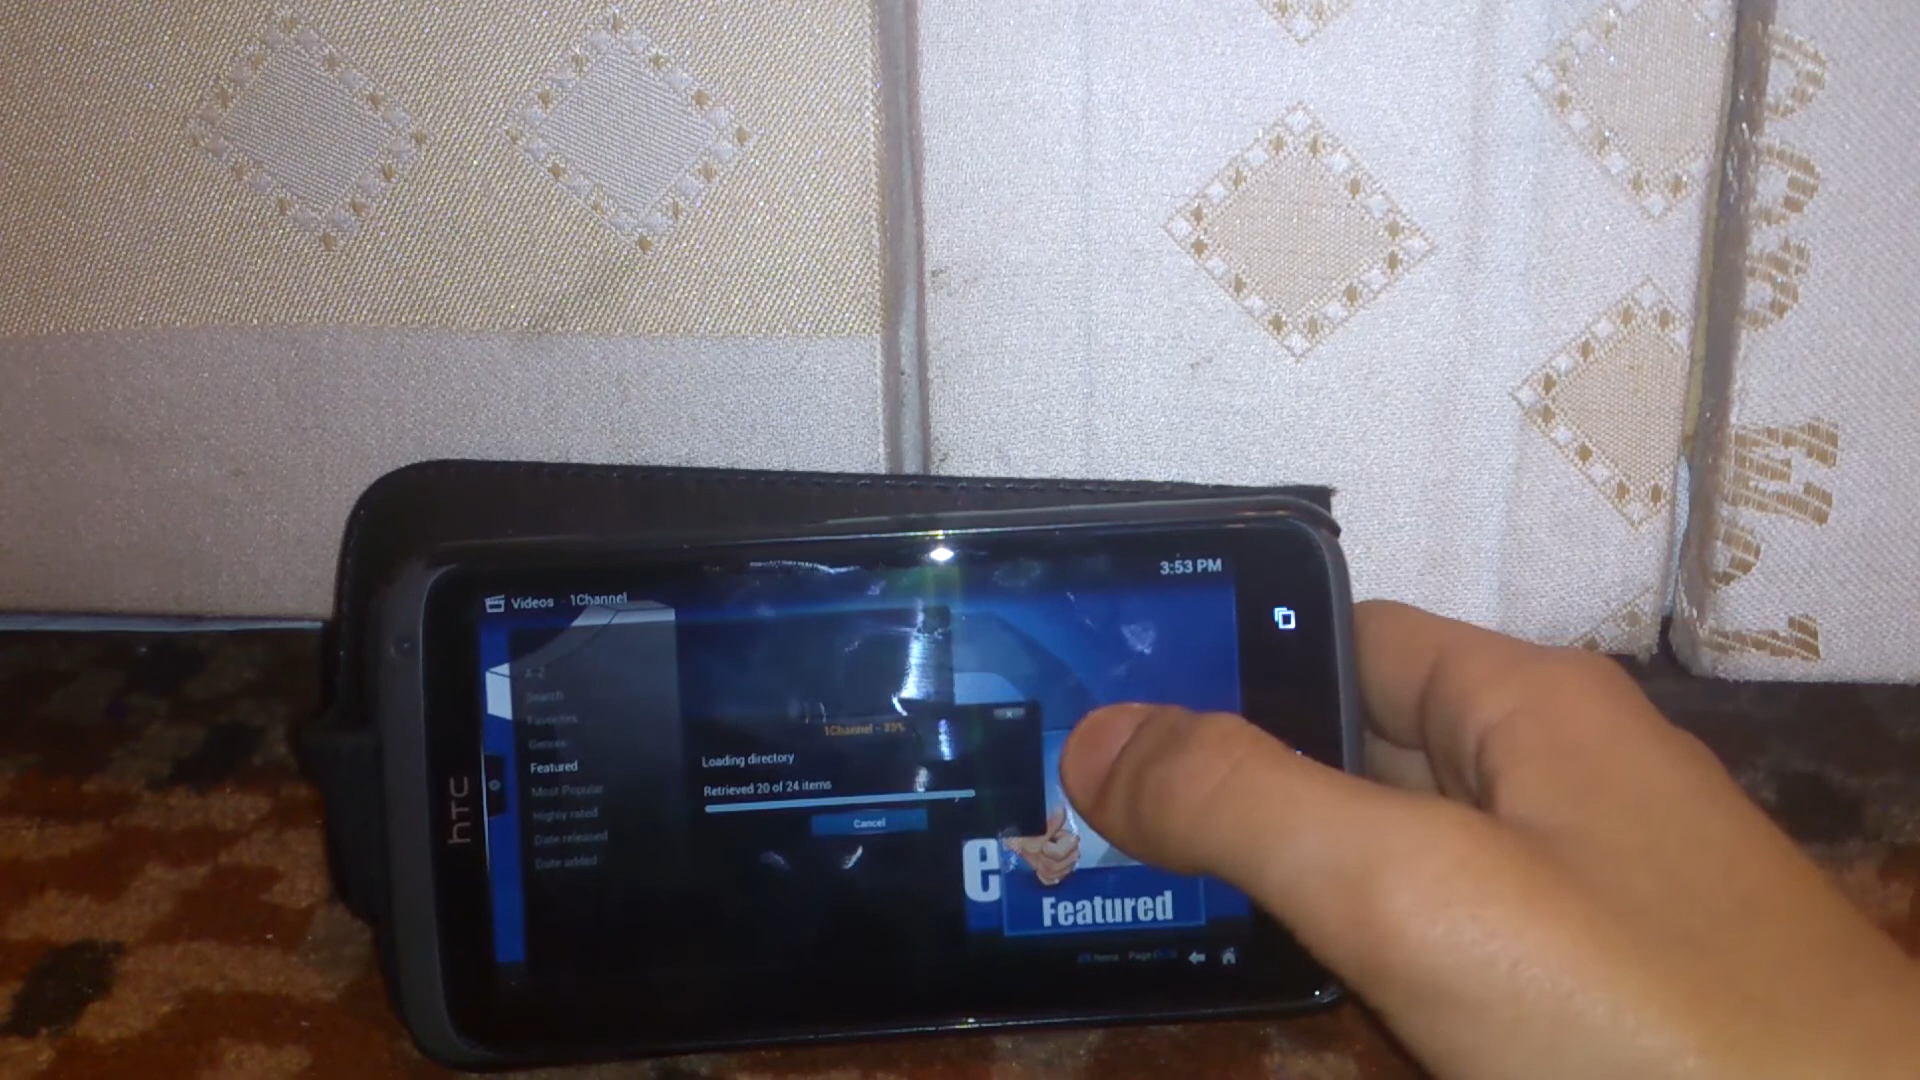 3:53 PM
Videos - 1Channel
A-Z
Search
Favorites
Genres
Featured
Most Popular
Highly rated
Date released
Date added
1Channel -
Loading directory
Retrieved 20 of 24 items
Cancel
e
Featured
hTC